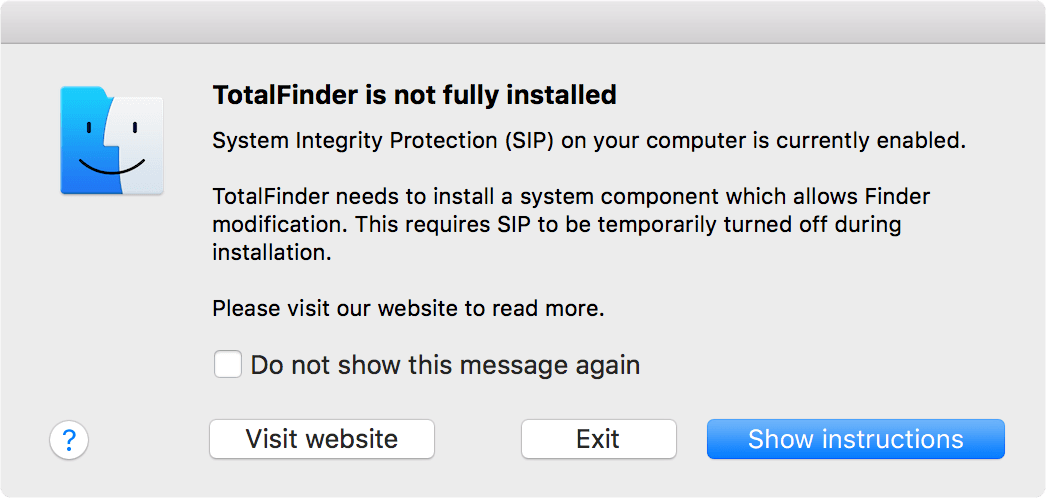 TotalFinder is not fully installed
System Integrity Protection (SIP) on your computer is currently enabled.
TotalFinder needs to install a system component which allows Finder
modification. This requires SIP to be temporarily turned off during
installation.
Please visit our website to read more.
Do not show this message again
?
Visit website
Exit
Show instructions